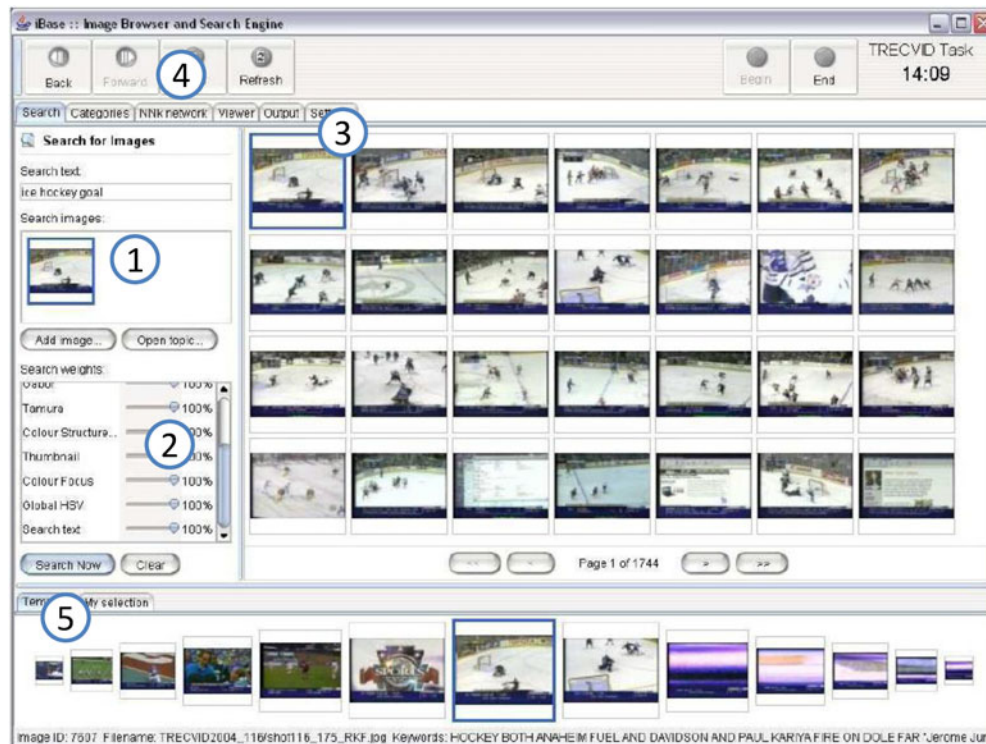 iBase :: Image Browser and Search Engine
Back
Forward
4
Refresh
Begin
End
TRECVID Task
14:09
Search
Categories
NNk network
Viewer
Output
3
Search for Images
Search text:
ice hockey goal
Search images:
1
Add image...
Open topic...
Search weights:
Gabor 100%
Tamura 100%
Colour Structure...
2
Thumbnail
Colour Focus 100%
Global HSV 100%
Search text 100%
Search Now
Clear
<<
<
Page 1 of 1744
>
>>
5
My selection
SPORTS
Image ID: 7607 Filename: TRECVID2004_116/shot116_175_RKF.jpg Keywords: HOCKEY BOTH ANAHEIM FUEL AND DAVIDSON AND PAUL KARIYA FIRE ON DOLE FAR "Jerome Jur